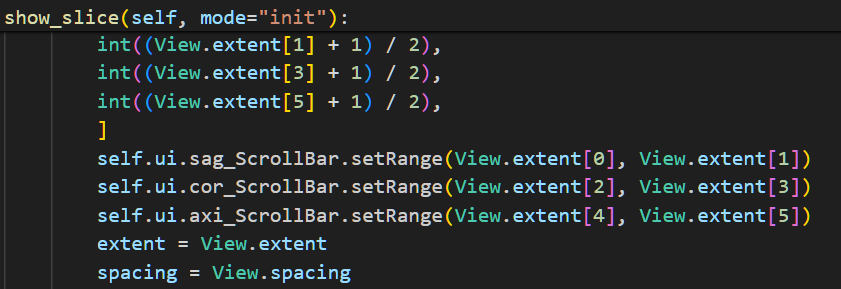 show_slice(self, mode="init"):
int((View.extent[1] + 1) / 2),
int((View.extent[3] + 1) / 2),
int((View.extent[5] + 1) / 2),
]
self.ui.sag_ScrollBar.setRange(View.extent[0], View.extent[1])
self.ui.cor_ScrollBar.setRange(View.extent[2], View.extent[3])
self.ui.axi_ScrollBar.setRange(View.extent[4], View.extent[5])
extent = View.extent
spacing = View.spacing